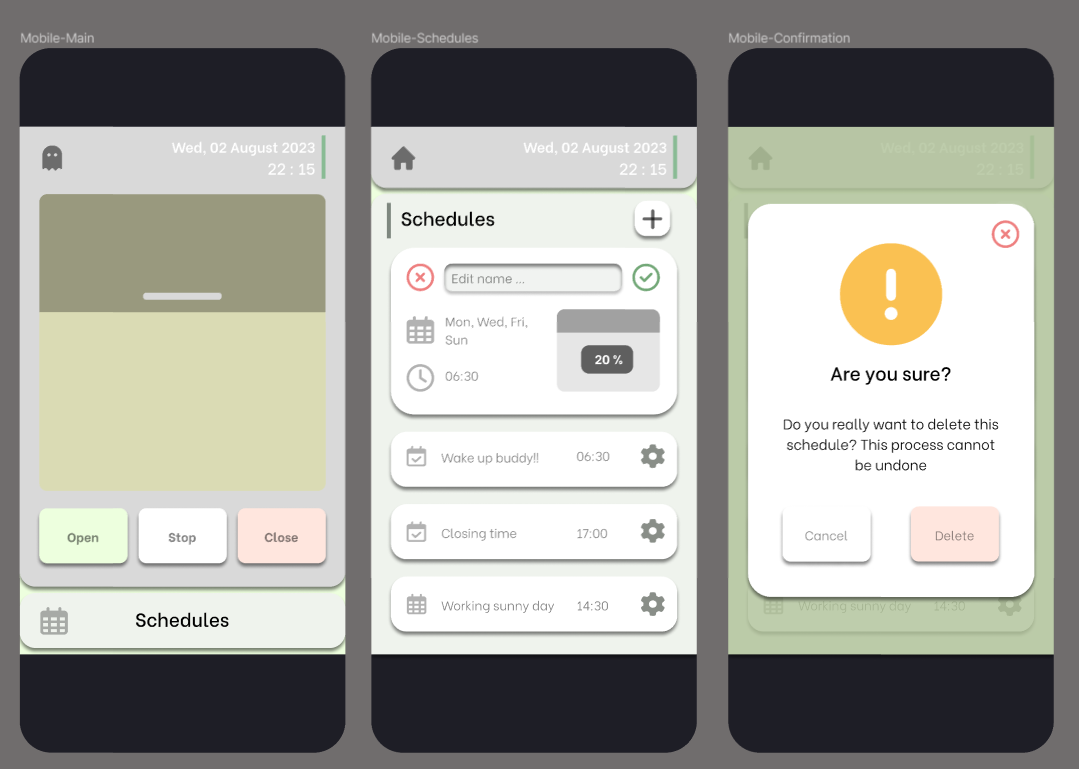 Mobile-Main
Wed, 02 August 2023
22 : 15
Open
Stop
Close
Schedules
Mobile-Schedules
Wed, 02 August 2023
22 : 15
Schedules
Edit name ...
Mon, Wed, Fri,
Sun
20 %
06:30
Wake up buddy!!
06:30
Closing time
17:00
Working sunny day
14:30
Mobile-Confirmation
Wed, 02 August 2023
22 : 15
Are you sure?
Do you really want to delete this
schedule? This process cannot
be undone
Cancel
Delete
Working sunny day
14:30